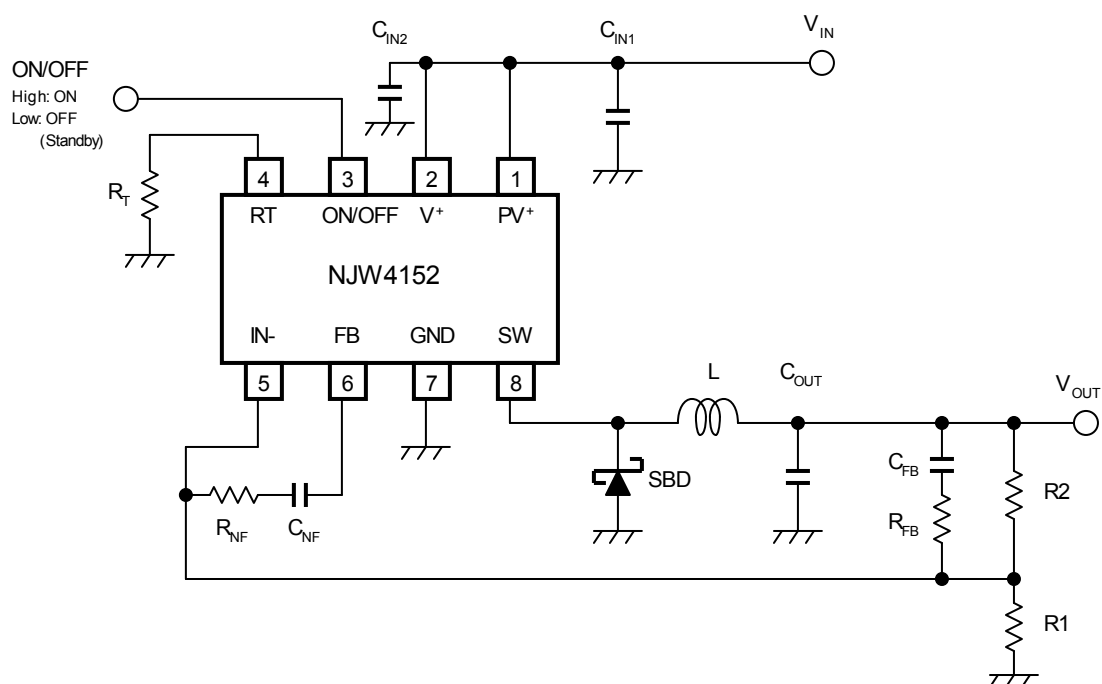 C_IN2
C_IN1
V_IN
ON/OFF
High: ON
Low: OFF
(Standby)
R_T
4
3
2
1
RT
ON/OFF
V⁺
PV⁺
NJW4152
IN-
FB
GND
SW
5
6
7
8
L
C_OUT
V_OUT
SBD
C_FB
R2
R_FB
R_NF
C_NF
R1